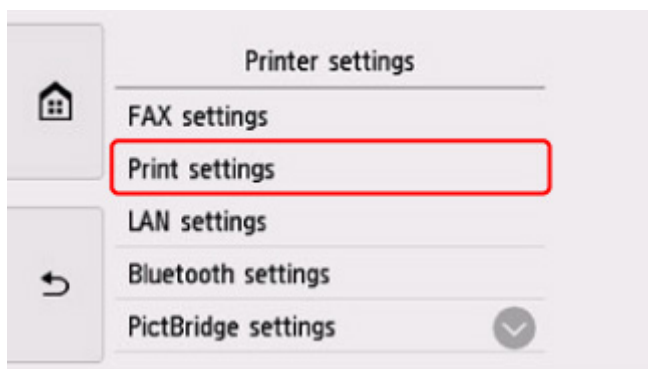 Printer settings
FAX settings
Print settings
LAN settings
Bluetooth settings
PictBridge settings